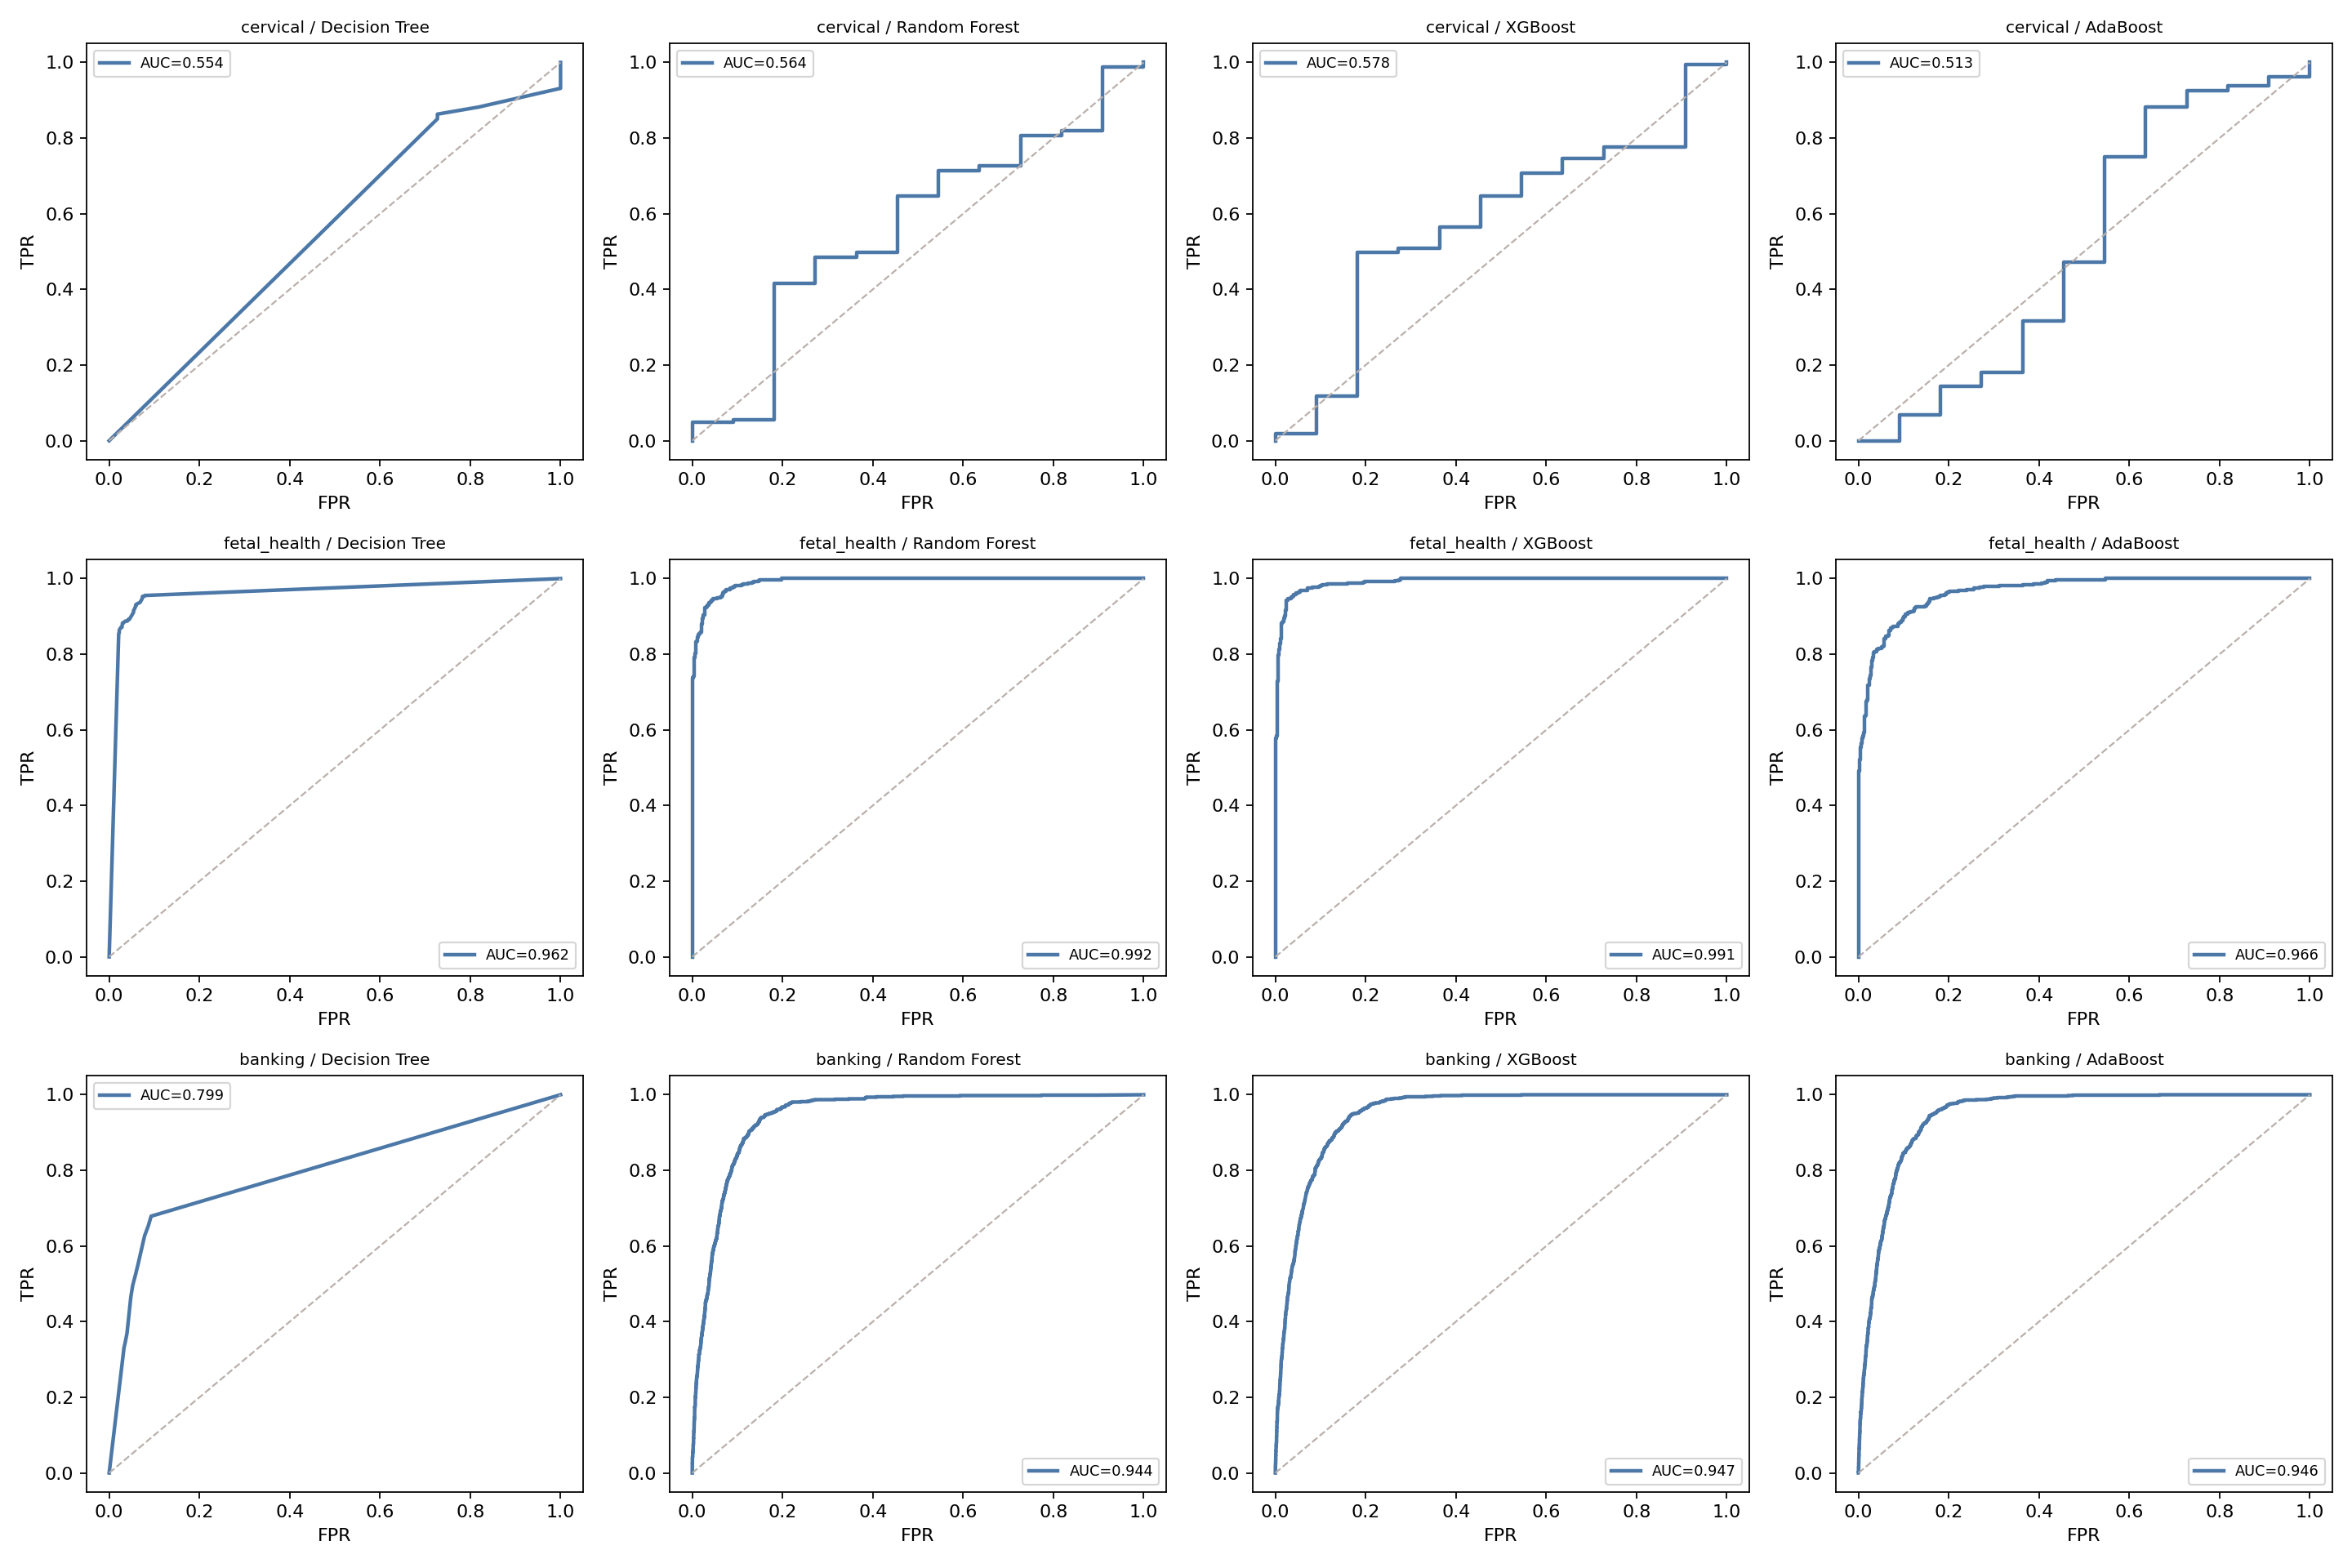 cervical / Decision Tree
AUC=0.554
1.0
0.8
0.6
0.4
0.2
0.0
TPR
0.0 0.2 0.4 0.6 0.8 1.0
FPR
cervical / Random Forest
AUC=0.564
1.0
0.8
0.6
0.4
0.2
0.0
TPR
0.0 0.2 0.4 0.6 0.8 1.0
FPR
cervical / XGBoost
AUC=0.578
1.0
0.8
0.6
0.4
0.2
0.0
TPR
0.0 0.2 0.4 0.6 0.8 1.0
FPR
cervical / AdaBoost
AUC=0.513
1.0
0.8
0.6
0.4
0.2
0.0
TPR
0.0 0.2 0.4 0.6 0.8 1.0
FPR
fetal_health / Decision Tree
1.0
0.8
0.6
0.4
0.2
0.0
TPR
AUC=0.962
0.0 0.2 0.4 0.6 0.8 1.0
FPR
fetal_health / Random Forest
1.0
0.8
0.6
0.4
0.2
0.0
TPR
AUC=0.992
0.0 0.2 0.4 0.6 0.8 1.0
FPR
fetal_health / XGBoost
1.0
0.8
0.6
0.4
0.2
0.0
TPR
AUC=0.991
0.0 0.2 0.4 0.6 0.8 1.0
FPR
fetal_health / AdaBoost
1.0
0.8
0.6
0.4
0.2
0.0
TPR
AUC=0.966
0.0 0.2 0.4 0.6 0.8 1.0
FPR
banking / Decision Tree
AUC=0.799
1.0
0.8
0.6
0.4
0.2
0.0
TPR
0.0 0.2 0.4 0.6 0.8 1.0
FPR
banking / Random Forest
1.0
0.8
0.6
0.4
0.2
0.0
TPR
AUC=0.944
0.0 0.2 0.4 0.6 0.8 1.0
FPR
banking / XGBoost
1.0
0.8
0.6
0.4
0.2
0.0
TPR
AUC=0.947
0.0 0.2 0.4 0.6 0.8 1.0
FPR
banking / AdaBoost
1.0
0.8
0.6
0.4
0.2
0.0
TPR
AUC=0.946
0.0 0.2 0.4 0.6 0.8 1.0
FPR